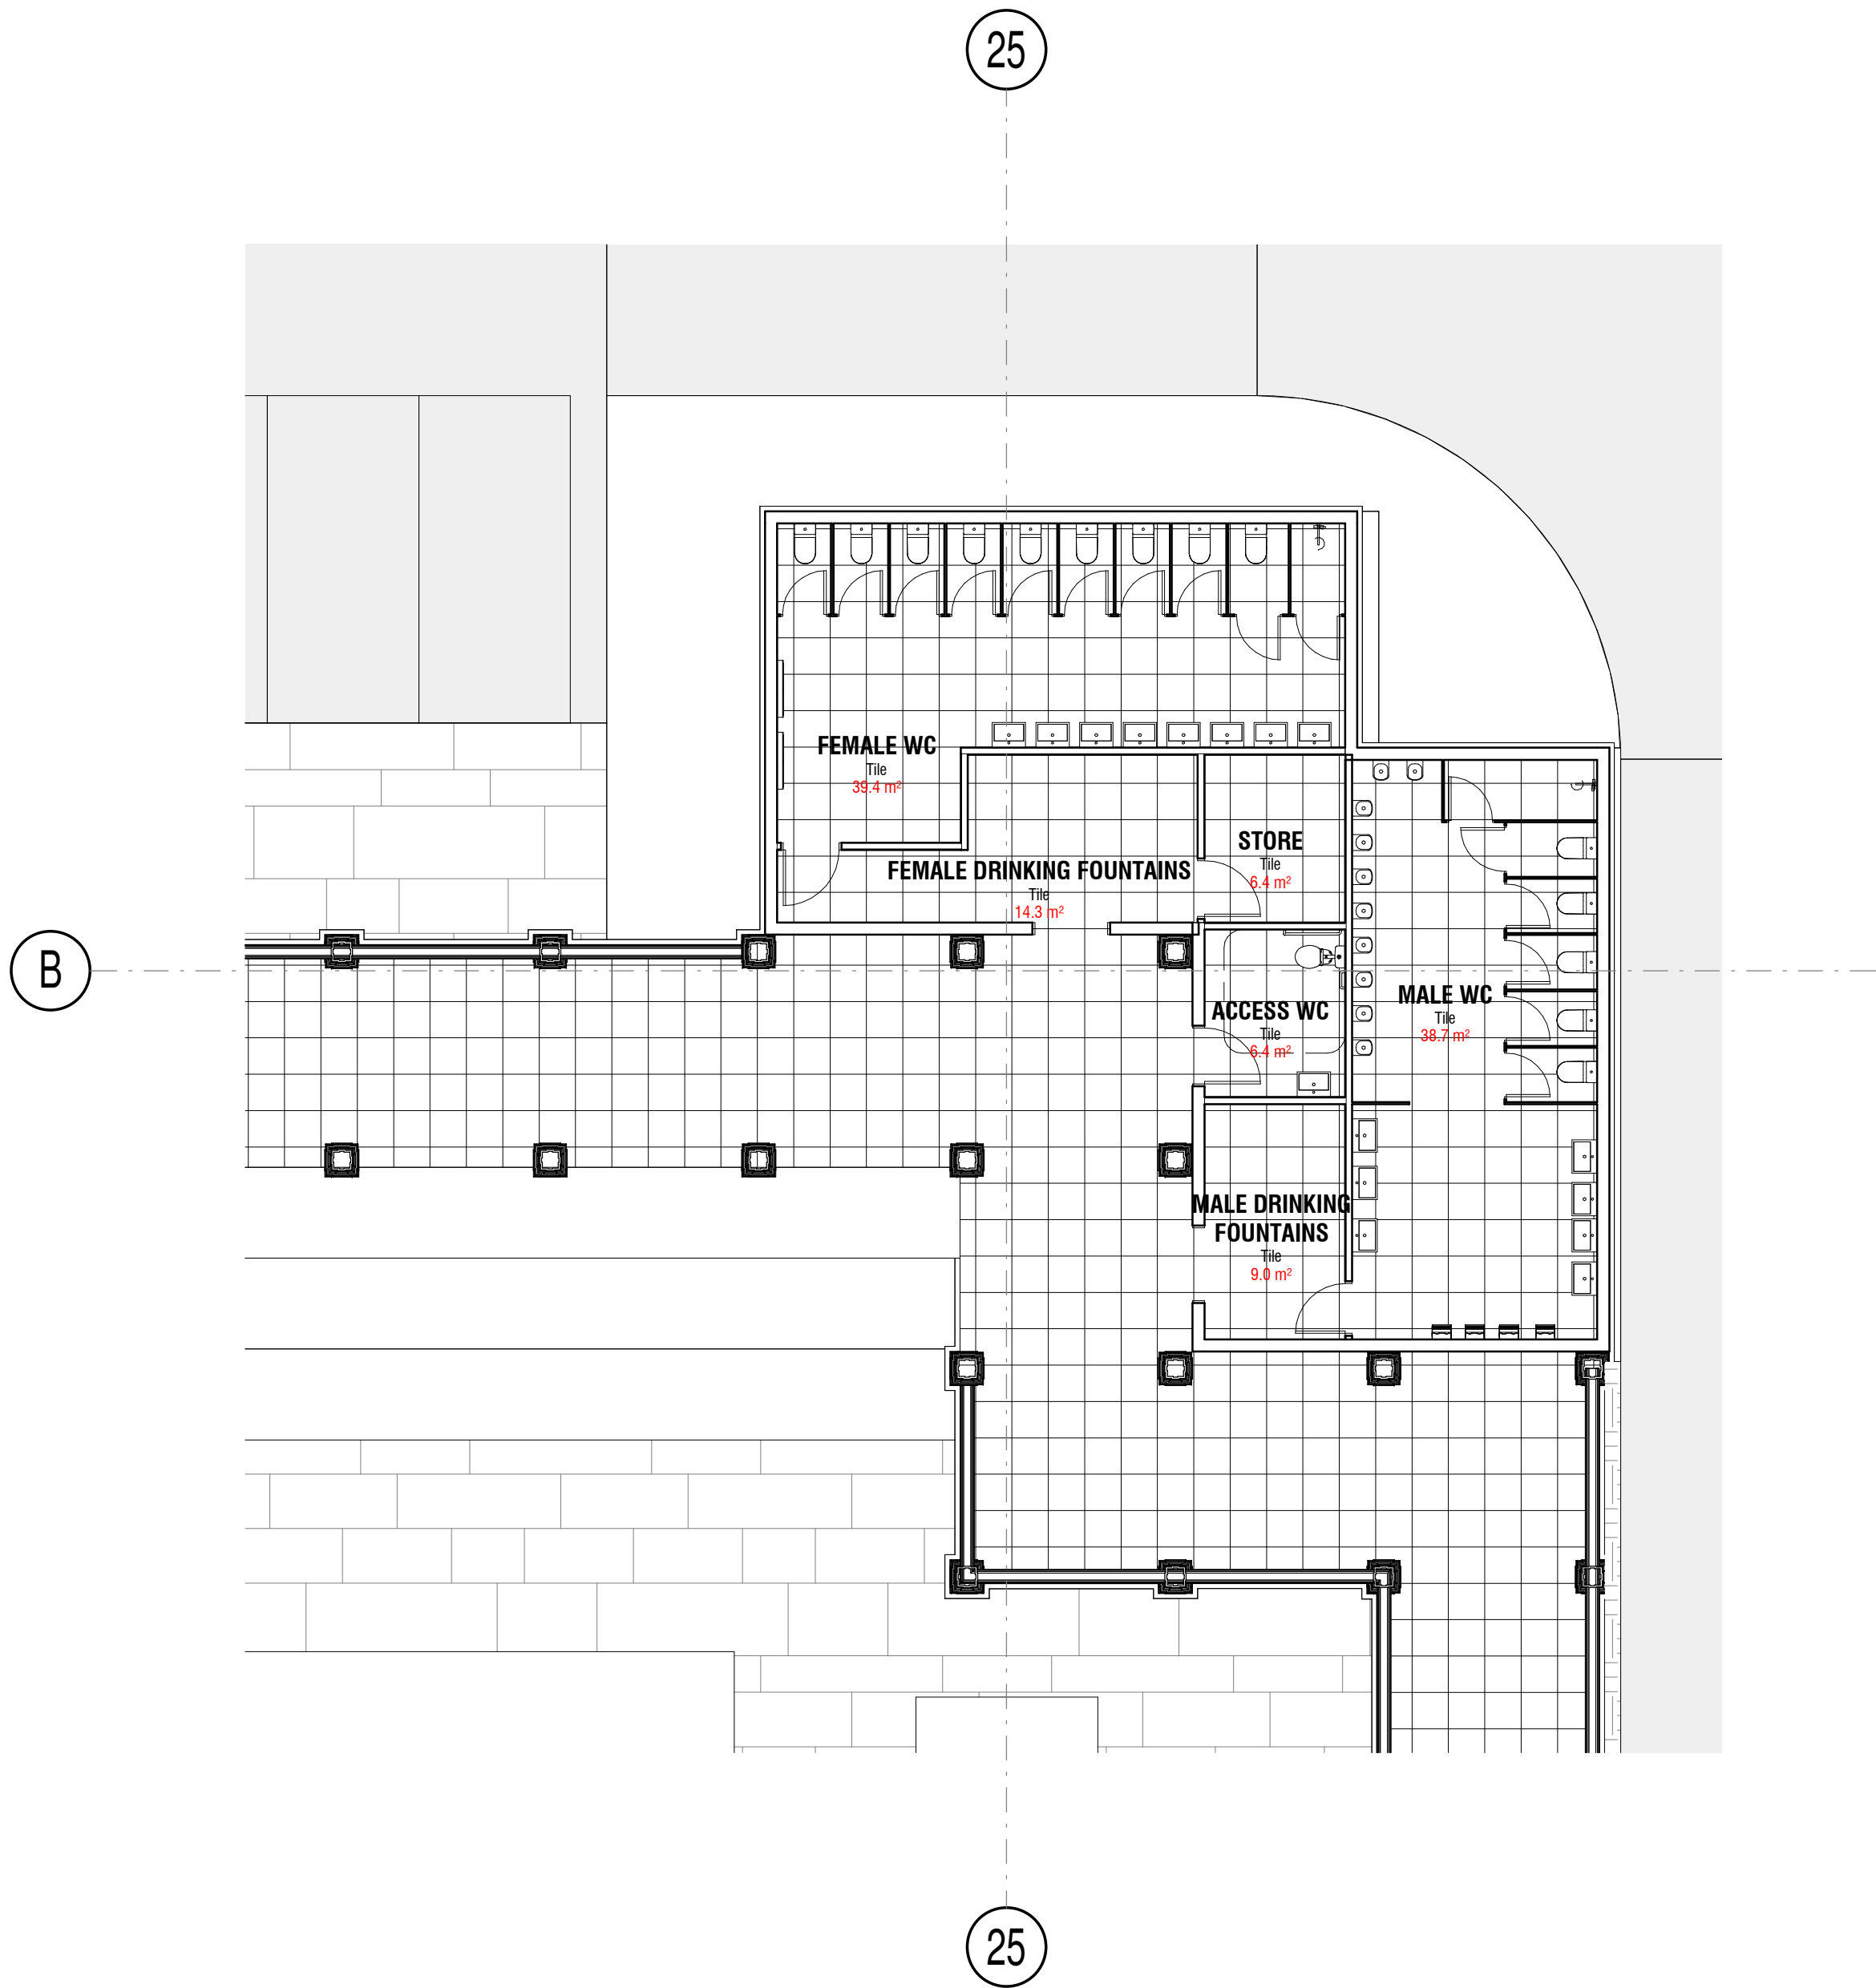 25
FEMALE WC
Tile
39.4 m²
STORE
Tile
6.4 m²
FEMALE DRINKING FOUNTAINS
Tile
14.3 m²
B
MALE WC
Tile
38.7 m²
ACCESS WC
Tile
6.4 m²
MALE DRINKING
FOUNTAINS
Tile
9.0 m²
25